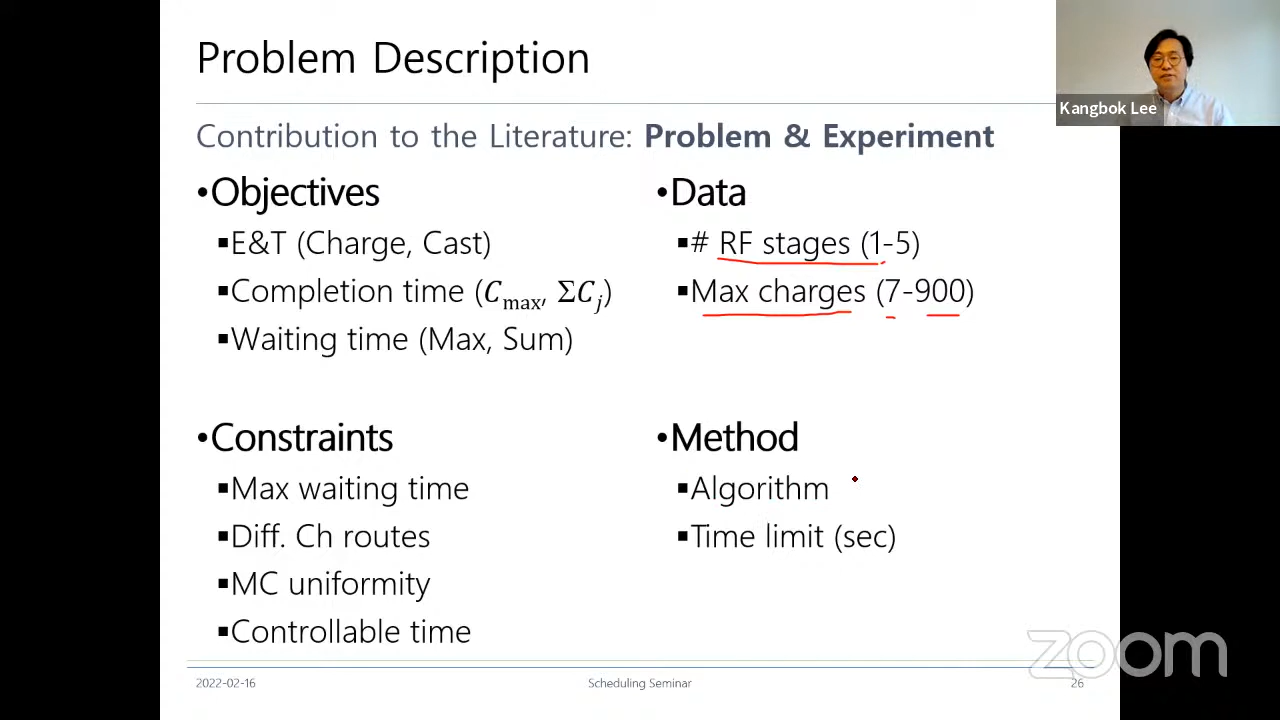 Problem Description
Kangbok Lee
Contribution to the Literature: Problem & Experiment
•Objectives
▪E&T (Charge, Cast)
▪Completion time (𝐶max, Σ𝐶𝑗)
▪Waiting time (Max, Sum)
•Data
▪# RF stages (1-5)
▪Max charges (7-900)
•Constraints
▪Max waiting time
▪Diff. Ch routes
▪MC uniformity
▪Controllable time
•Method
▪Algorithm
▪Time limit (sec)
zoom
2022-02-16
Scheduling Seminar
26